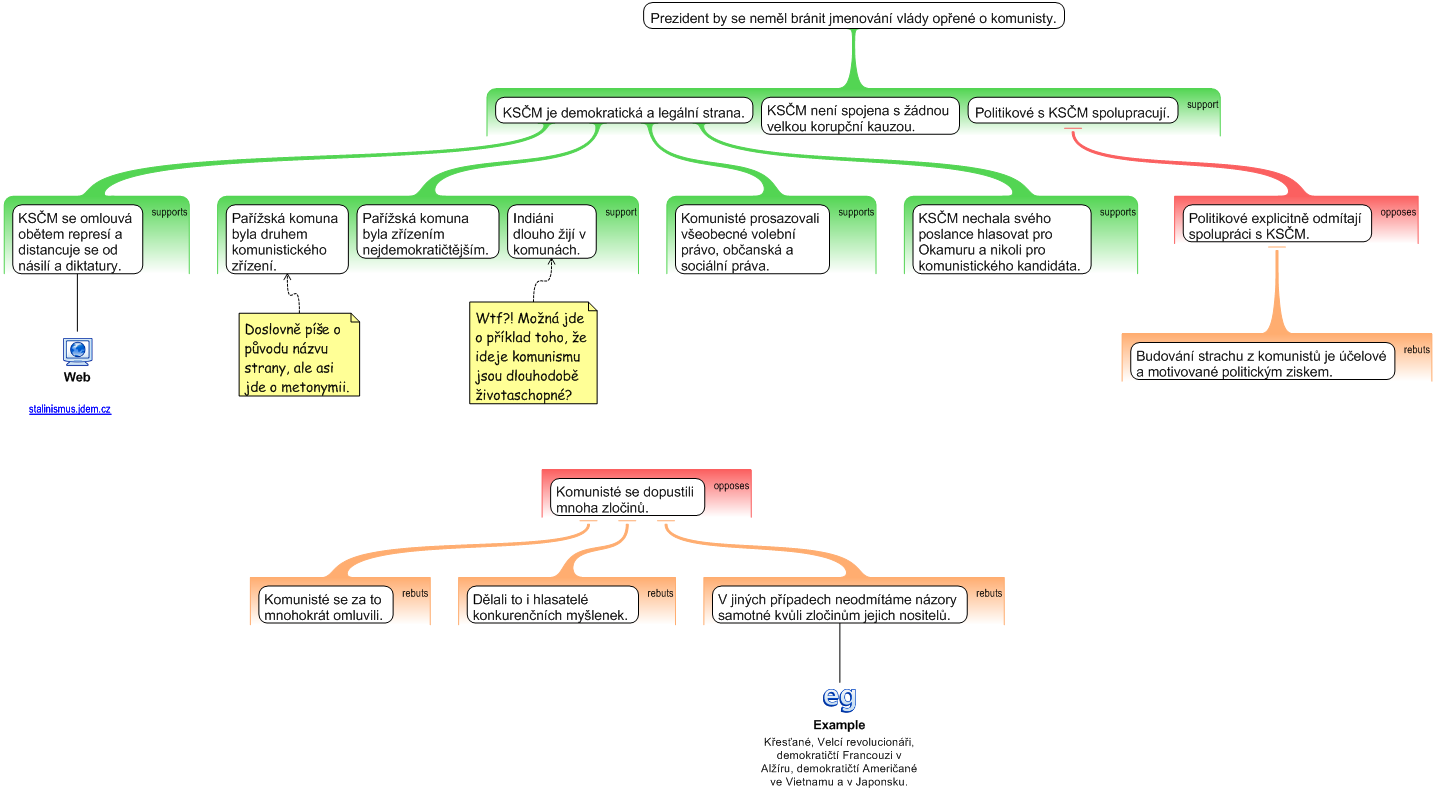 Prezident by se neměl bránit jmenování vlády opřené o komunisty.
KSČM je demokratická a legální strana.
KSČM není spojena s žádnou
velkou korupční kauzou.
Politikové s KSČM spolupracují.
support
KSČM se omlouvá
obětem represí a
distancuje se od
násilí a diktatury.
supports
Pařížská komuna
byla druhem
komunistického
zřízení.
Pařížská komuna
byla zřízením
nejdemokratičtějším.
Indiáni
dlouho žijí v
komunách.
support
Komunisté prosazovali
všeobecné volební
právo, občanská a
sociální práva.
supports
KSČM nechala svého
poslance hlasovat pro
Okamuru a nikoli pro
komunistického kandidáta.
supports
Politikové explicitně odmítají
spolupráci s KSČM.
opposes
Web
stalinismus.jdem.cz
Doslovně píše o
původu názvu
strany, ale asi
jde o metonymii.
Wtf?! Možná jde
o příklad toho, že
ideje komunismu
jsou dlouhodobě
životaschopné?
Budování strachu z komunistů je účelové
a motivované politickým ziskem.
rebuts
Komunisté se dopustili
mnoha zločinů.
opposes
Komunisté se za to
mnohokrát omluvili.
rebuts
Dělali to i hlasatelé
konkurenčních myšlenek.
rebuts
V jiných případech neodmítáme názory
samotné kvůli zločinům jejich nositelů.
rebuts
eg
Example
Křesťané, Velcí revolucionáři,
demokratičtí Francouzi v
Alžíru, demokratičtí Američané
ve Vietnamu a v Japonsku.